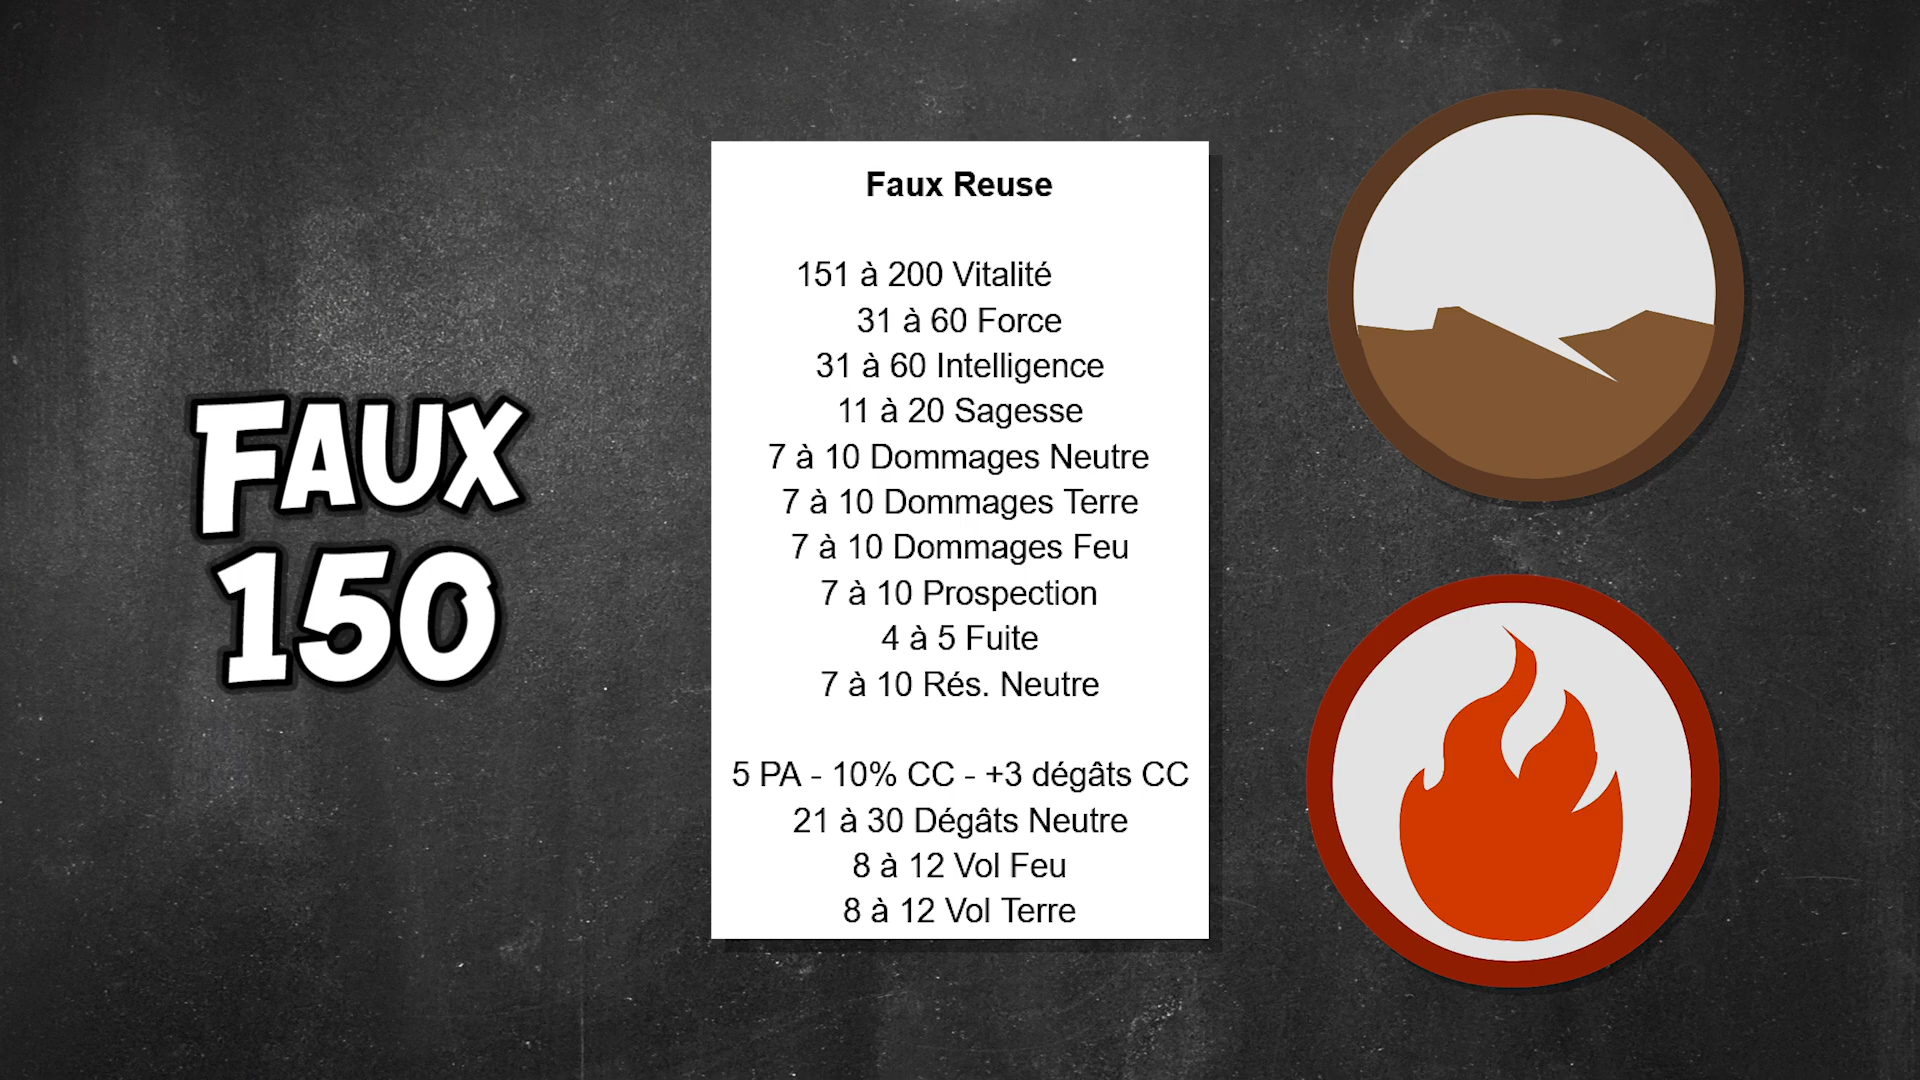 Faux
150
Faux Reuse
151 à 200 Vitalité
31 à 60 Force
31 à 60 Intelligence
11 à 20 Sagesse
7 à 10 Dommages Neutre
7 à 10 Dommages Terre
7 à 10 Dommages Feu
7 à 10 Prospection
4 à 5 Fuite
7 à 10 Rés. Neutre
5 PA - 10% CC - +3 dégâts CC
21 à 30 Dégâts Neutre
8 à 12 Vol Feu
8 à 12 Vol Terre